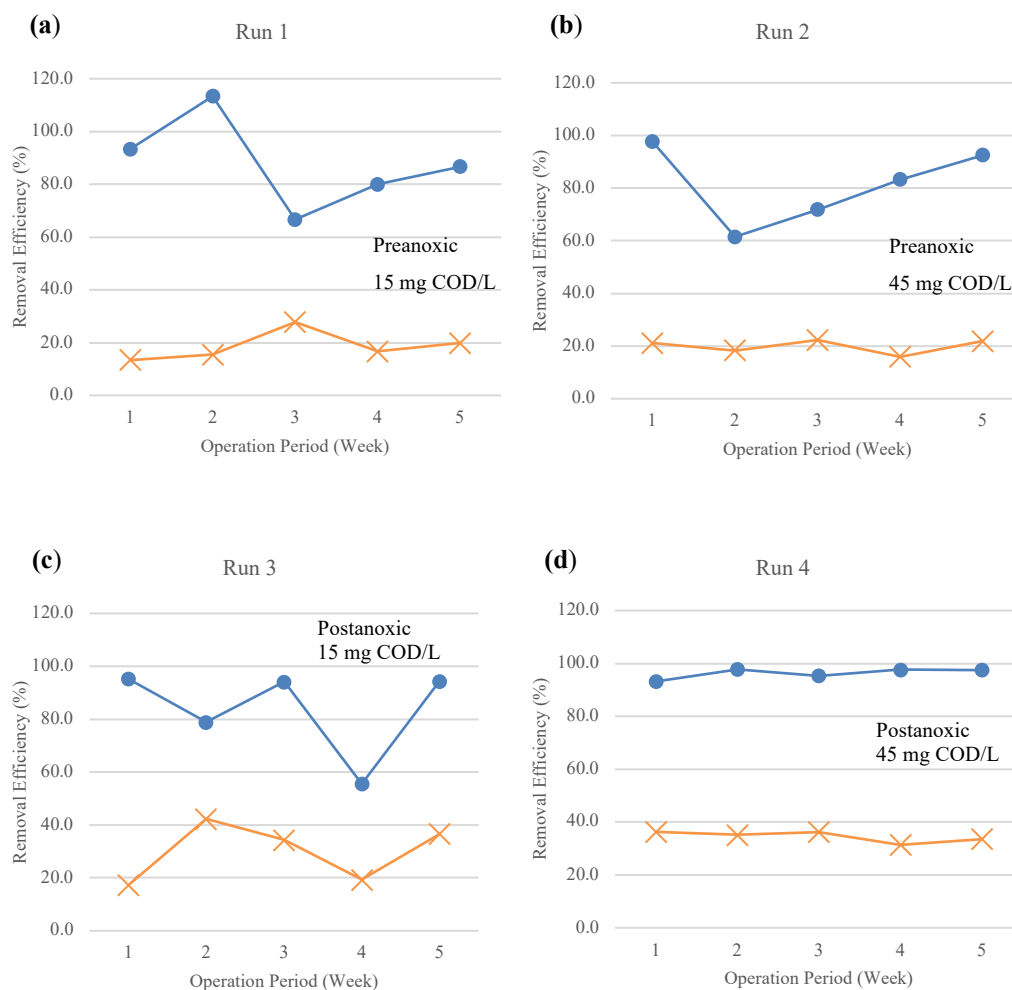 (a)
Run 1
Removal Efficiency (%)
120.0
100.0
80.0
60.0
40.0
20.0
0.0
Preanoxic
15 mg COD/L
1 2 3 4 5
Operation Period (Week)
(b)
Run 2
Removal Efficiency (%)
120.0
100.0
80.0
60.0
40.0
20.0
0.0
Preanoxic
45 mg COD/L
1 2 3 4 5
Operation Period (Week)
(c)
Run 3
Removal Efficiency (%)
120.0
100.0
80.0
60.0
40.0
20.0
0.0
Postanoxic
15 mg COD/L
1 2 3 4 5
Operation Period (Week)
(d)
Run 4
Removal Efficiency (%)
120.0
100.0
80.0
60.0
40.0
20.0
0.0
Postanoxic
45 mg COD/L
1 2 3 4 5
Operation Period (Week)